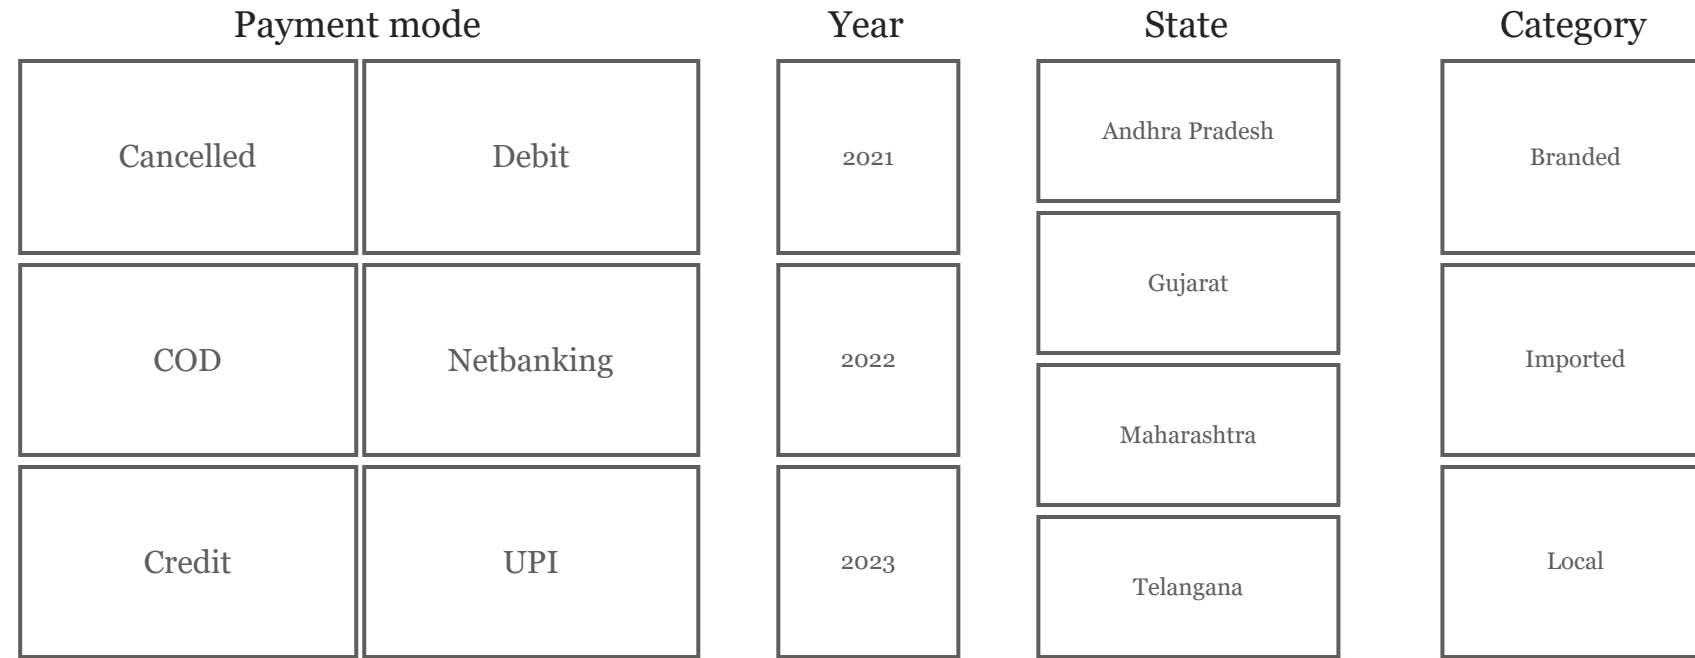 Payment mode
Cancelled
Debit
COD
Netbanking
Credit
UPI
Year
2021
2022
2023
State
Andhra Pradesh
Gujarat
Maharashtra
Telangana
Category
Branded
Imported
Local